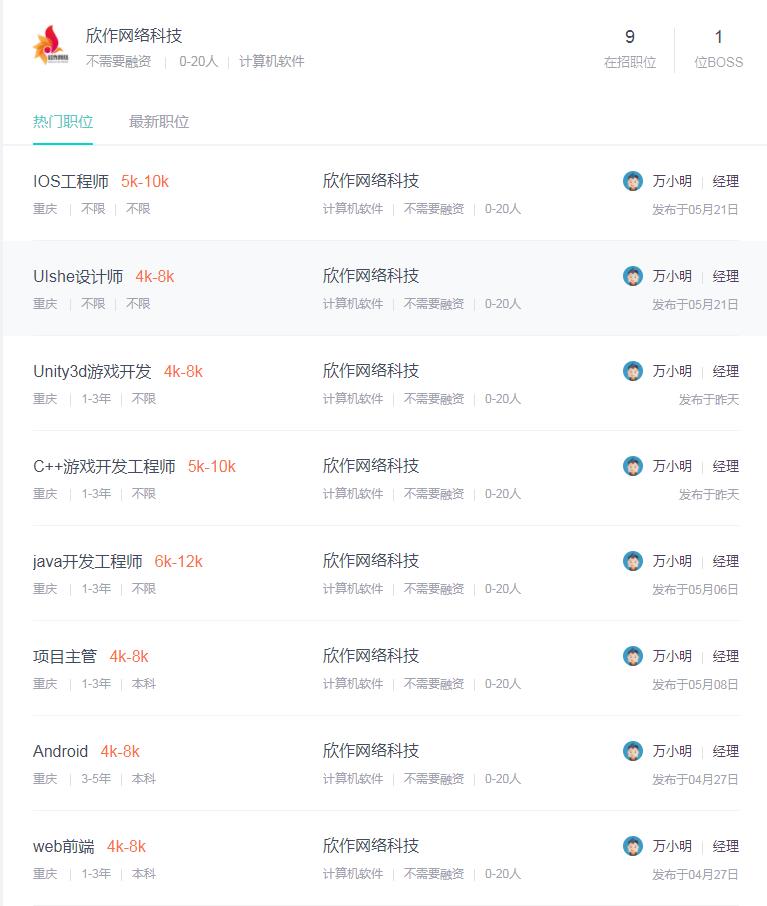 欣作网络科技
不需要融资 0-20人 计算机软件
9 1
在招职位 位BOSS
热门职位 最新职位
IOS工程师 5k-10k 欣作网络科技 万小明 经理
重庆 不限 不限 计算机软件 不需要融资 0-20人 发布于05月21日
UIshe设计师 4k-8k 欣作网络科技 万小明 经理
重庆 不限 不限 计算机软件 不需要融资 0-20人 发布于05月21日
Unity3d游戏开发 4k-8k 欣作网络科技 万小明 经理
重庆 1-3年 不限 计算机软件 不需要融资 0-20人 发布于昨天
C++游戏开发工程师 5k-10k 欣作网络科技 万小明 经理
重庆 1-3年 不限 计算机软件 不需要融资 0-20人 发布于昨天
java开发工程师 6k-12k 欣作网络科技 万小明 经理
重庆 1-3年 不限 计算机软件 不需要融资 0-20人 发布于05月06日
项目主管 4k-8k 欣作网络科技 万小明 经理
重庆 1-3年 本科 计算机软件 不需要融资 0-20人 发布于05月08日
Android 4k-8k 欣作网络科技 万小明 经理
重庆 3-5年 本科 计算机软件 不需要融资 0-20人 发布于04月27日
web前端 4k-8k 欣作网络科技 万小明 经理
重庆 1-3年 本科 计算机软件 不需要融资 0-20人 发布于04月27日